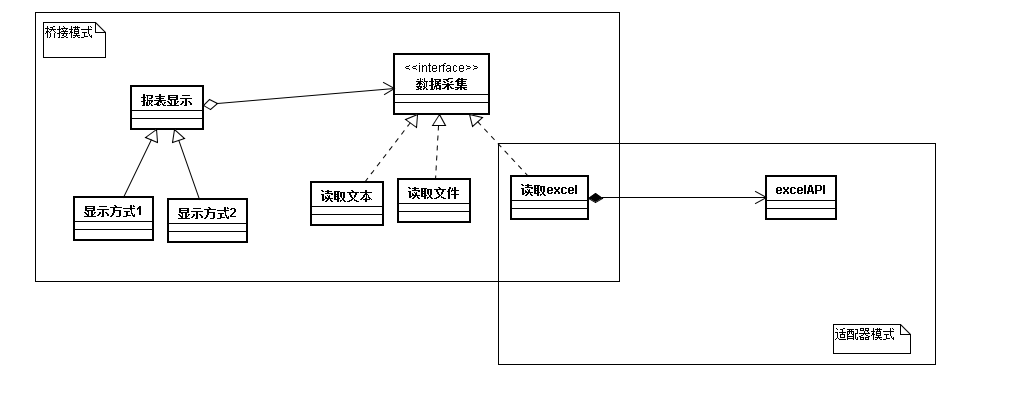 桥接模式
<<interface>>
数据采集
报表显示
读取文本
读取文件
读取excel
excelAPI
显示方式1
显示方式2
适配器模式